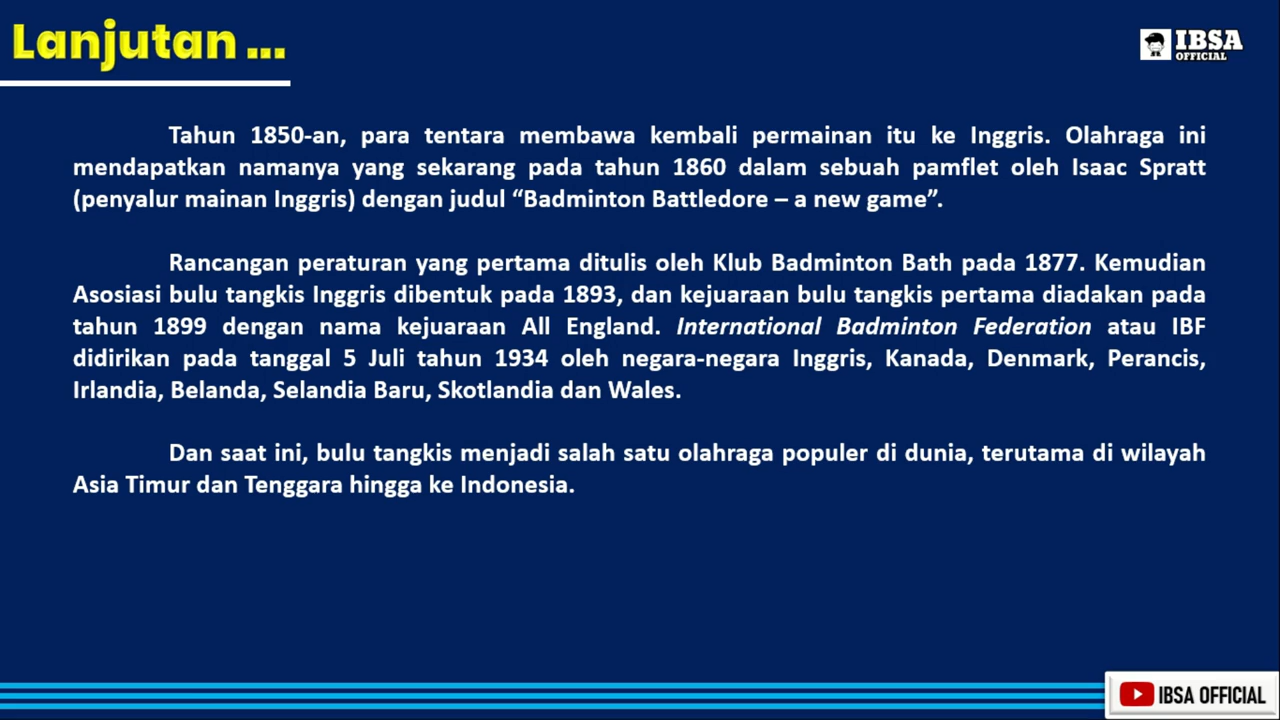 Lanjutan ...
IBSA
OFFICIAL
Tahun 1850-an, para tentara membawa kembali permainan itu ke Inggris. Olahraga ini
mendapatkan namanya yang sekarang pada tahun 1860 dalam sebuah pamflet oleh Isaac Spratt
(penyalur mainan Inggris) dengan judul “Badminton Battledore – a new game”.
Rancangan peraturan yang pertama ditulis oleh Klub Badminton Bath pada 1877. Kemudian
Asosiasi bulu tangkis Inggris dibentuk pada 1893, dan kejuaraan bulu tangkis pertama diadakan pada
tahun 1899 dengan nama kejuaraan All England. International Badminton Federation atau IBF
didirikan pada tanggal 5 Juli tahun 1934 oleh negara-negara Inggris, Kanada, Denmark, Perancis,
Irlandia, Belanda, Selandia Baru, Skotlandia dan Wales.
Dan saat ini, bulu tangkis menjadi salah satu olahraga populer di dunia, terutama di wilayah
Asia Timur dan Tenggara hingga ke Indonesia.
IBSA OFFICIAL